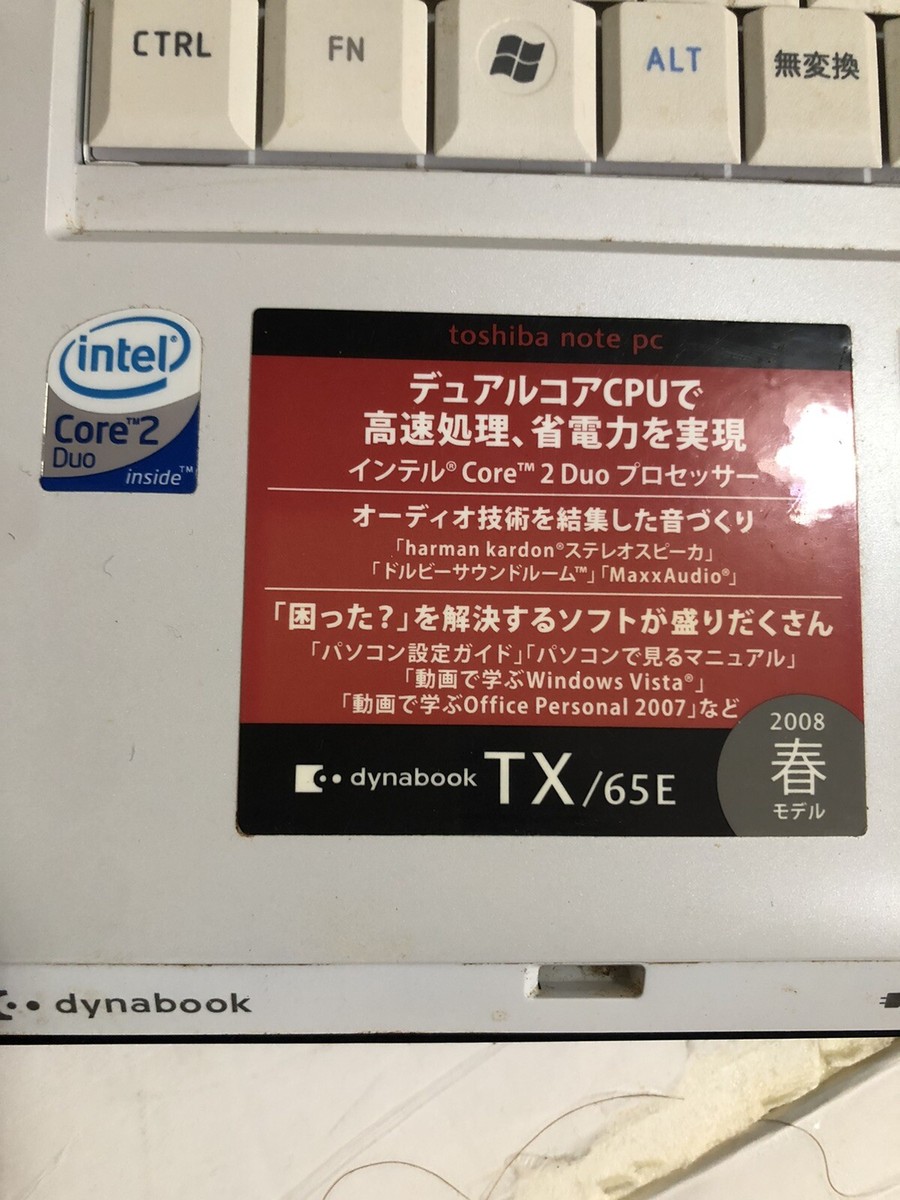 CTRL
FN
ALT
無変換
intel®
Core™2
Duo
inside™
toshiba note pc
デュアルコアCPUで
高速処理、省電力を実現
インテル® Core™ 2 Duo プロセッサー
オーディオ技術を結集した音づくり
「harman kardon®ステレオスピーカ」
「ドルビーサウンドルーム™」「MaxxAudio®」
「困った？」を解決するソフトが盛りだくさん
「パソコン設定ガイド」「パソコンで見るマニュアル」
「動画で学ぶWindows Vista®」
「動画で学ぶOffice Personal 2007」など
dynabook TX/65E
2008
春
モデル
dynabook